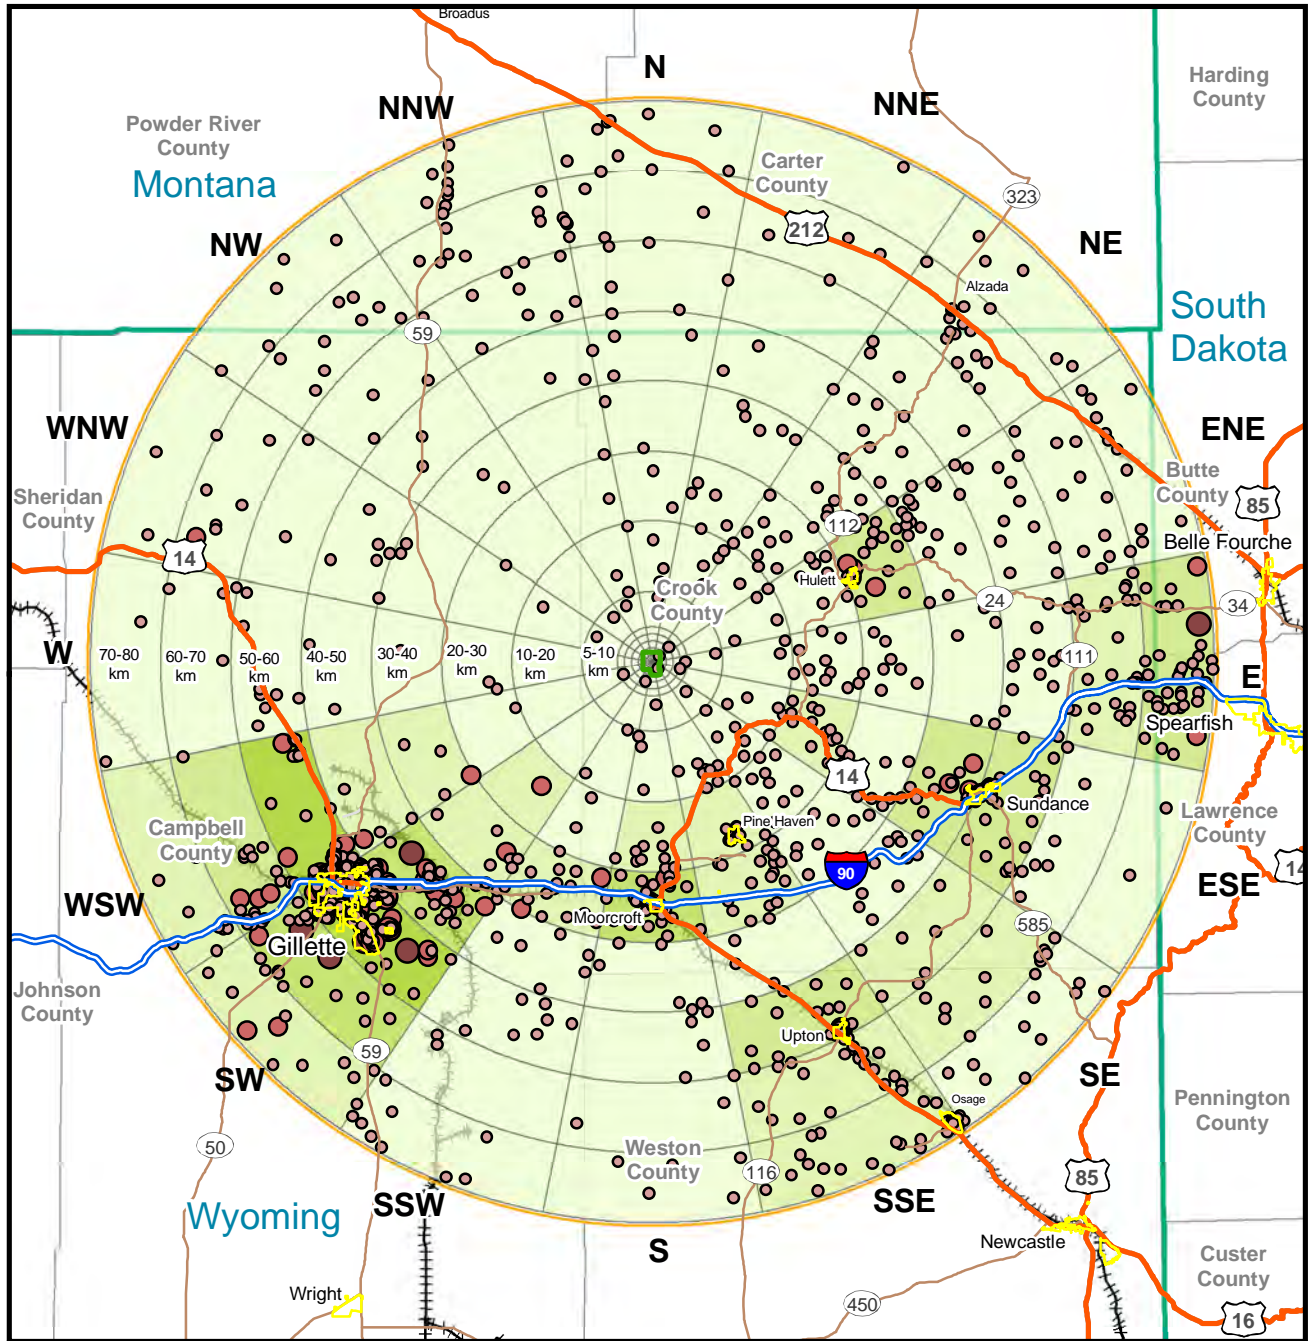 Broadus
N
Harding
County
NNW
NNE
Powder River
County
Montana
Carter
County
323
212
NW
NE
Alzada
South
Dakota
59
WNW
ENE
Butte
County
Sheridan
County
85
14
112
Belle Fourche
Hulett
Crook
County
24
34
W
70-80
km
60-70
km
50-60
km
40-50
km
30-40
km
20-30
km
10-20
km
5-10
km
111
E
Spearfish
14
Sundance
Pine Haven
Lawrence
County
Campbell
County
90
14
WSW
ESE
Moorcroft
585
Gillette
Johnson
County
Upton
59
SW
SE
Osage
Pennington
County
50
Weston
County
116
85
Wyoming
SSW
SSE
S
Newcastle
Custer
County
Wright
450
16